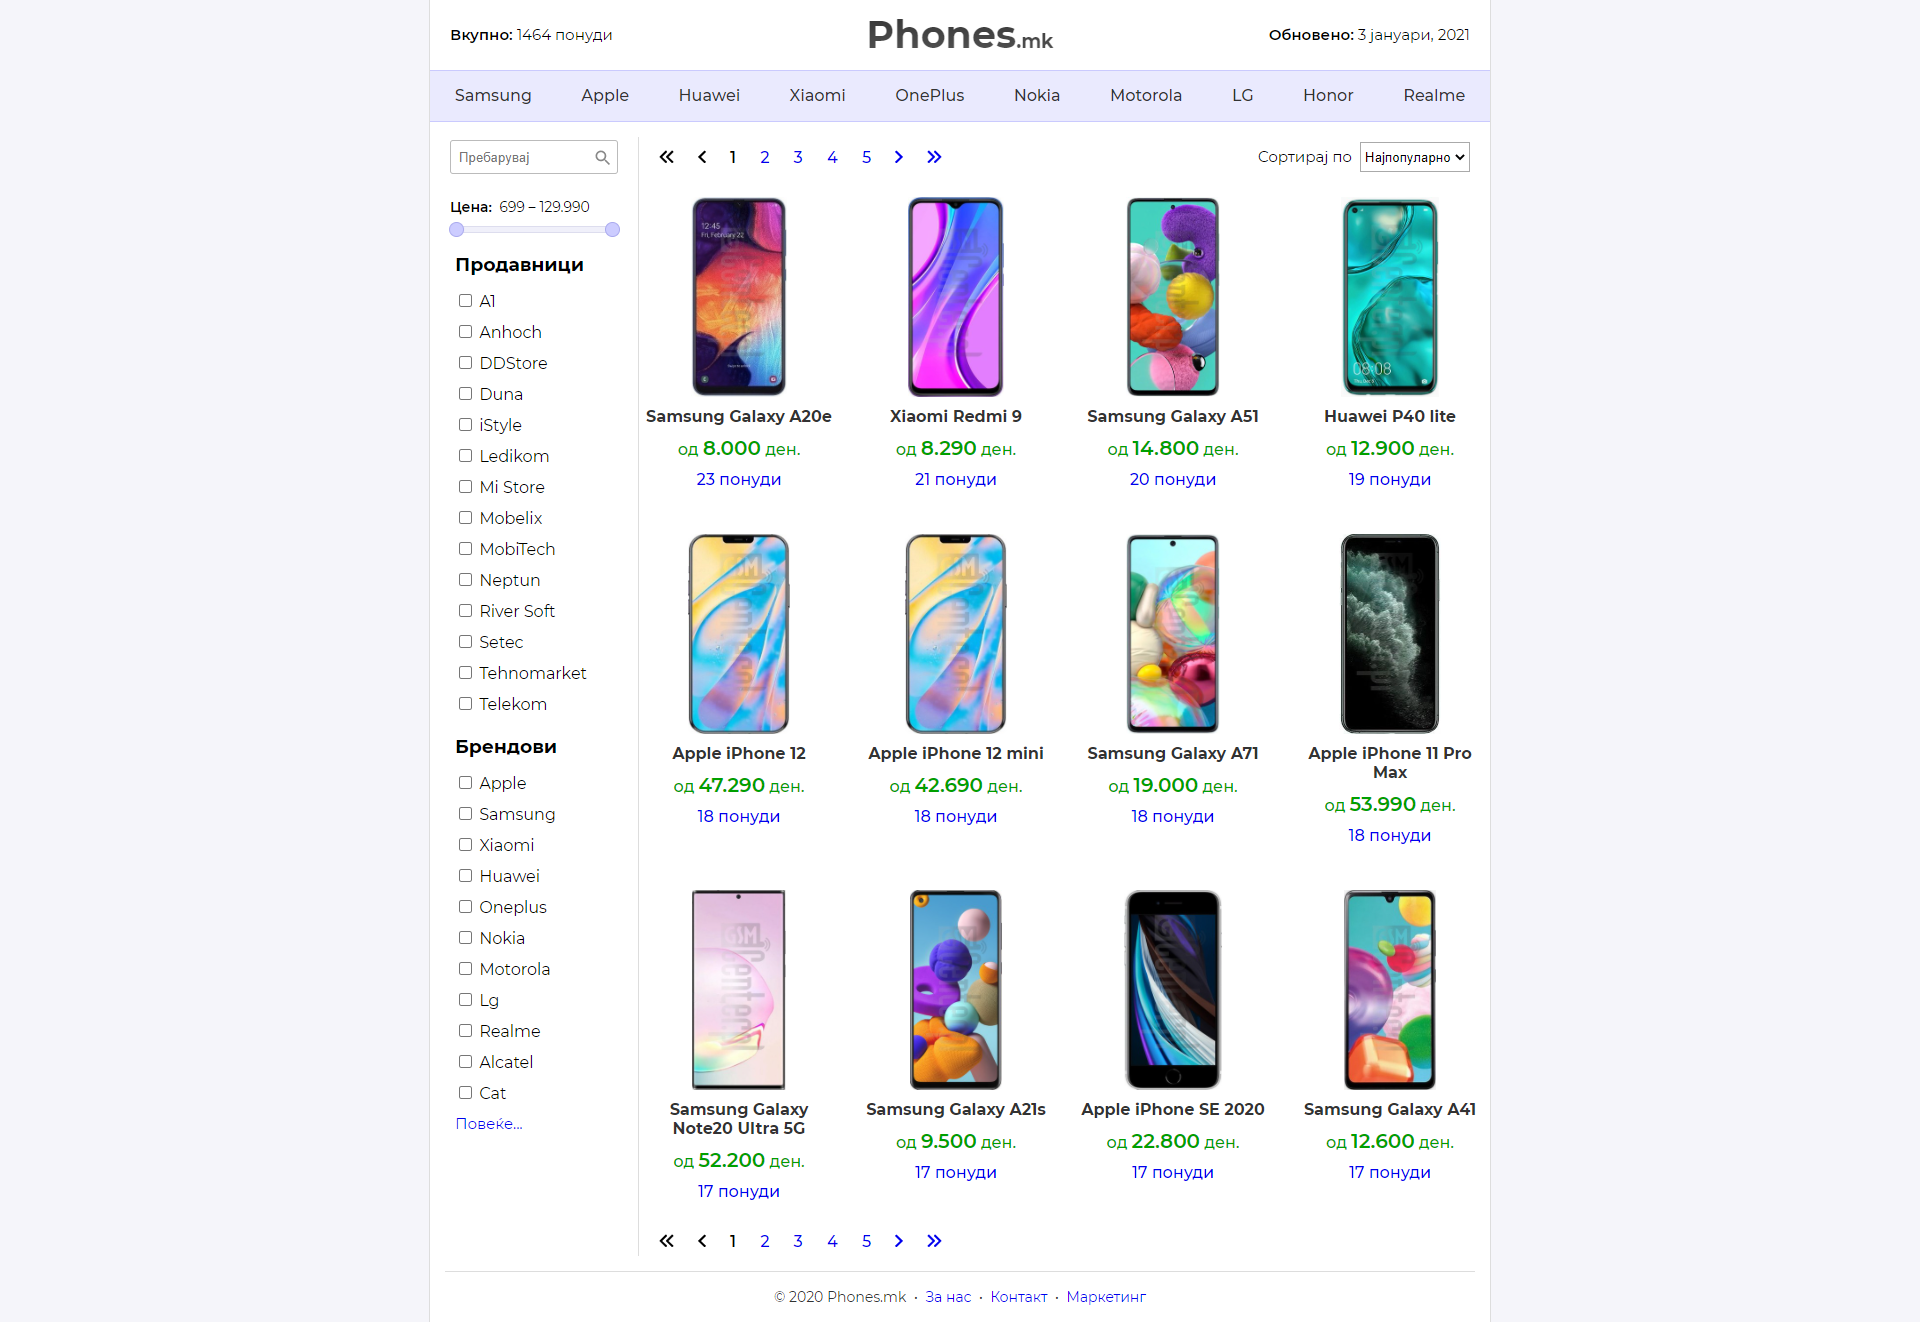 Вкупно: 1464 понуди
Phones.mk
Обновено: 3 јануари, 2021
Samsung Apple Huawei Xiaomi OnePlus Nokia Motorola LG Honor Realme
Пребарувај
Цена: 699 – 129.990
Продавници
A1
Anhoch
DDStore
Duna
iStyle
Ledikom
Mi Store
Mobelix
MobiTech
Neptun
River Soft
Setec
Tehnomarket
Telekom
Брендови
Apple
Samsung
Xiaomi
Huawei
Oneplus
Nokia
Motorola
Lg
Realme
Alcatel
Cat
Повеќе...
1 2 3 4 5
Сортирај по Најпопуларно
12:45
Fri, February 22
08:08
Samsung Galaxy A20e
од 8.000 ден.
23 понуди
Xiaomi Redmi 9
од 8.290 ден.
21 понуди
Samsung Galaxy A51
од 14.800 ден.
20 понуди
Huawei P40 lite
од 12.900 ден.
19 понуди
Apple iPhone 12
од 47.290 ден.
18 понуди
Apple iPhone 12 mini
од 42.690 ден.
18 понуди
Samsung Galaxy A71
од 19.000 ден.
18 понуди
Apple iPhone 11 Pro
Max
од 53.990 ден.
18 понуди
Samsung Galaxy
Note20 Ultra 5G
од 52.200 ден.
17 понуди
Samsung Galaxy A21s
од 9.500 ден.
17 понуди
Apple iPhone SE 2020
од 22.800 ден.
17 понуди
Samsung Galaxy A41
од 12.600 ден.
17 понуди
1 2 3 4 5
© 2020 Phones.mk · За нас · Контакт · Маркетинг